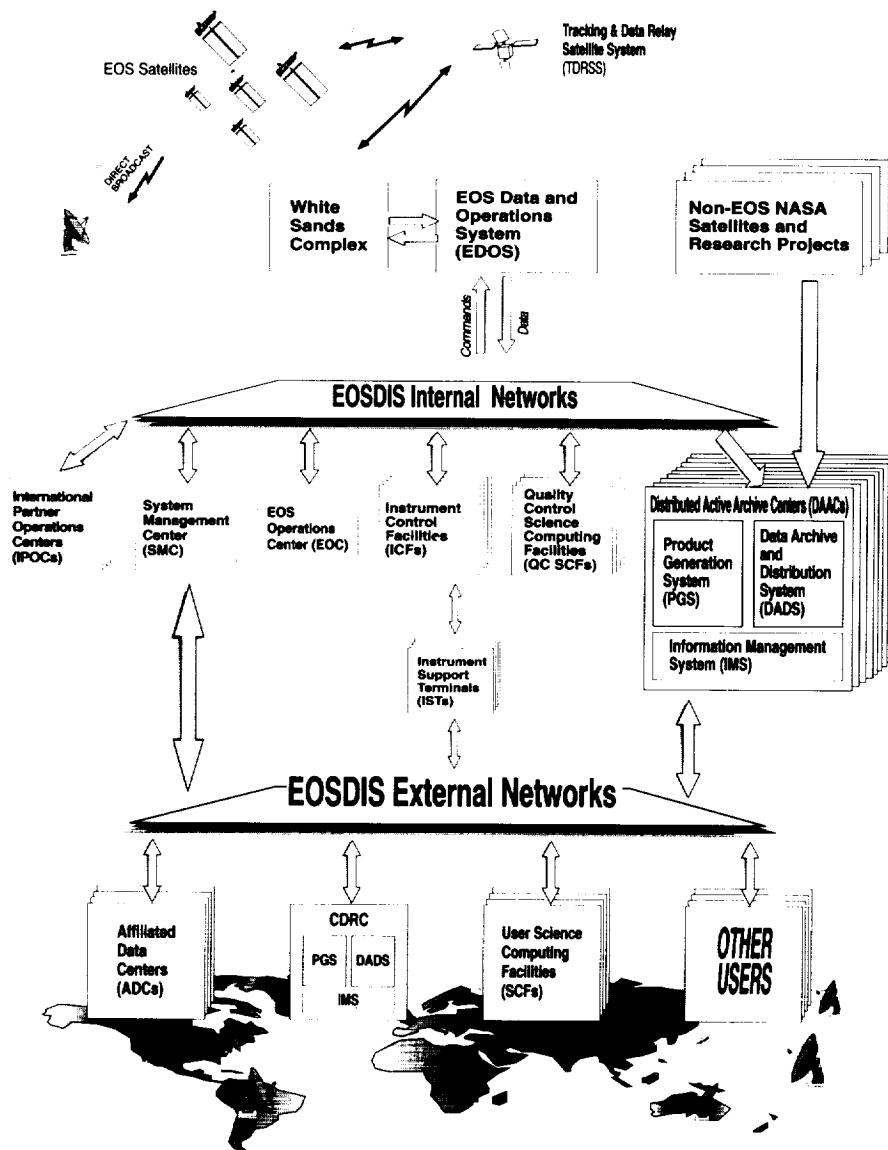 EOS Satellites
Tracking & Data Relay
Satellite System
(TDRSS)
DIRECT
BROADCAST
White
Sands
Complex
EOS Data and
Operations
System
(EDOS)
Non-EOS NASA
Satellites and
Research Projects
Commands
Data
EOSDIS Internal Networks
International
Partner
Operations
Centers
(IPOCs)
System
Management
Center
(SMC)
EOS
Operations
Center (EOC)
Instrument
Control
Facilities
(ICFs)
Quality
Control
Science
Computing
Facilities
(QC SCFs)
Distributed Active Archive Centers (DAACs)
Product
Generation
System
(PGS)
Data Archive
and
Distribution
System
(DADS)
Information Management
System (IMS)
Instrument
Support
Terminals
(ISTs)
EOSDIS External Networks
Affiliated
Data
Centers
(ADCs)
CDRC
PGS
DADS
IMS
User Science
Computing
Facilities
(SCFs)
OTHER
USERS